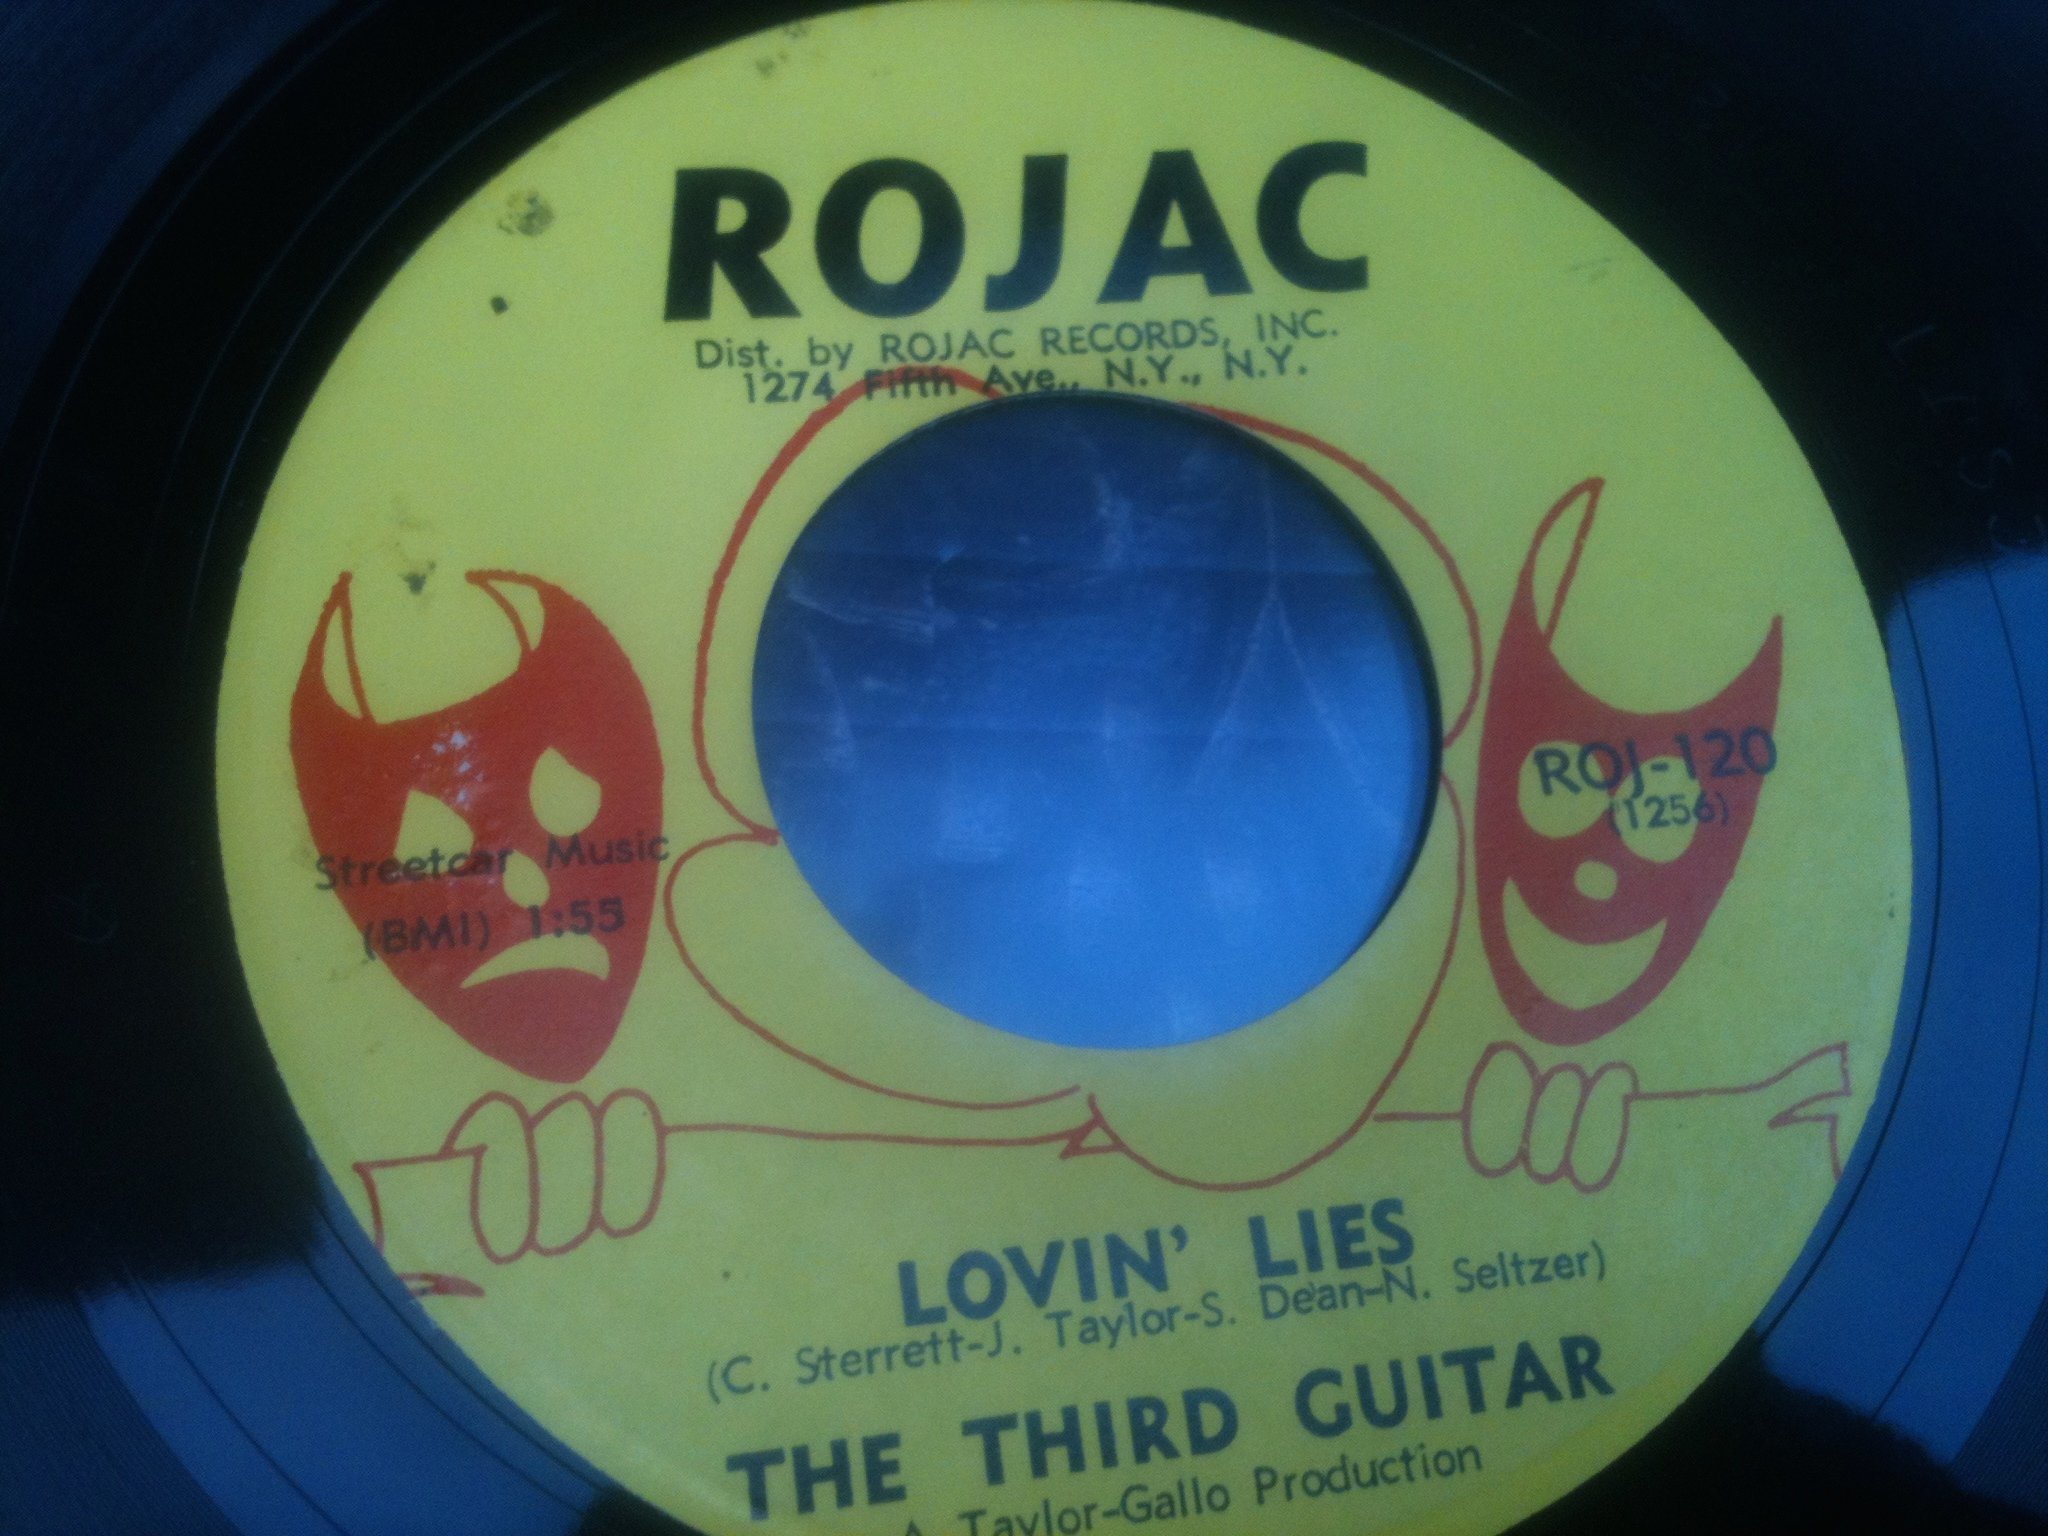 ROJAC
Dist. by ROJAC RECORDS, INC.
1274 Fifth Ave., N.Y., N.Y.
ROJ-120
(1256)
Streetcar Music
(BMI) 1:55
LOVIN' LIES
(C. Sterrett-J. Taylor-S. Dean-N. Seltzer)
THE THIRD GUITAR
A Taylor-Gallo Production